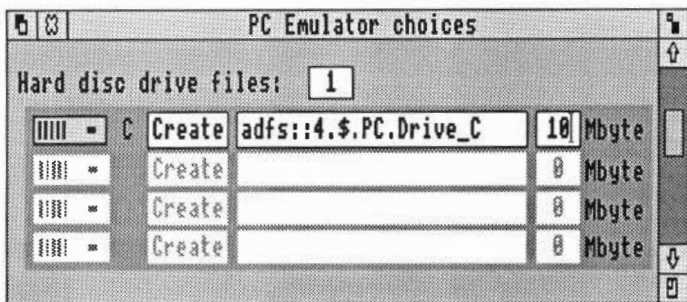 PC Emulator choices
Hard disc drive files: 1
C Create adfs::4.$.PC.Drive_C 10 Mbyte
Create 0 Mbyte
Create 0 Mbyte
Create 0 Mbyte